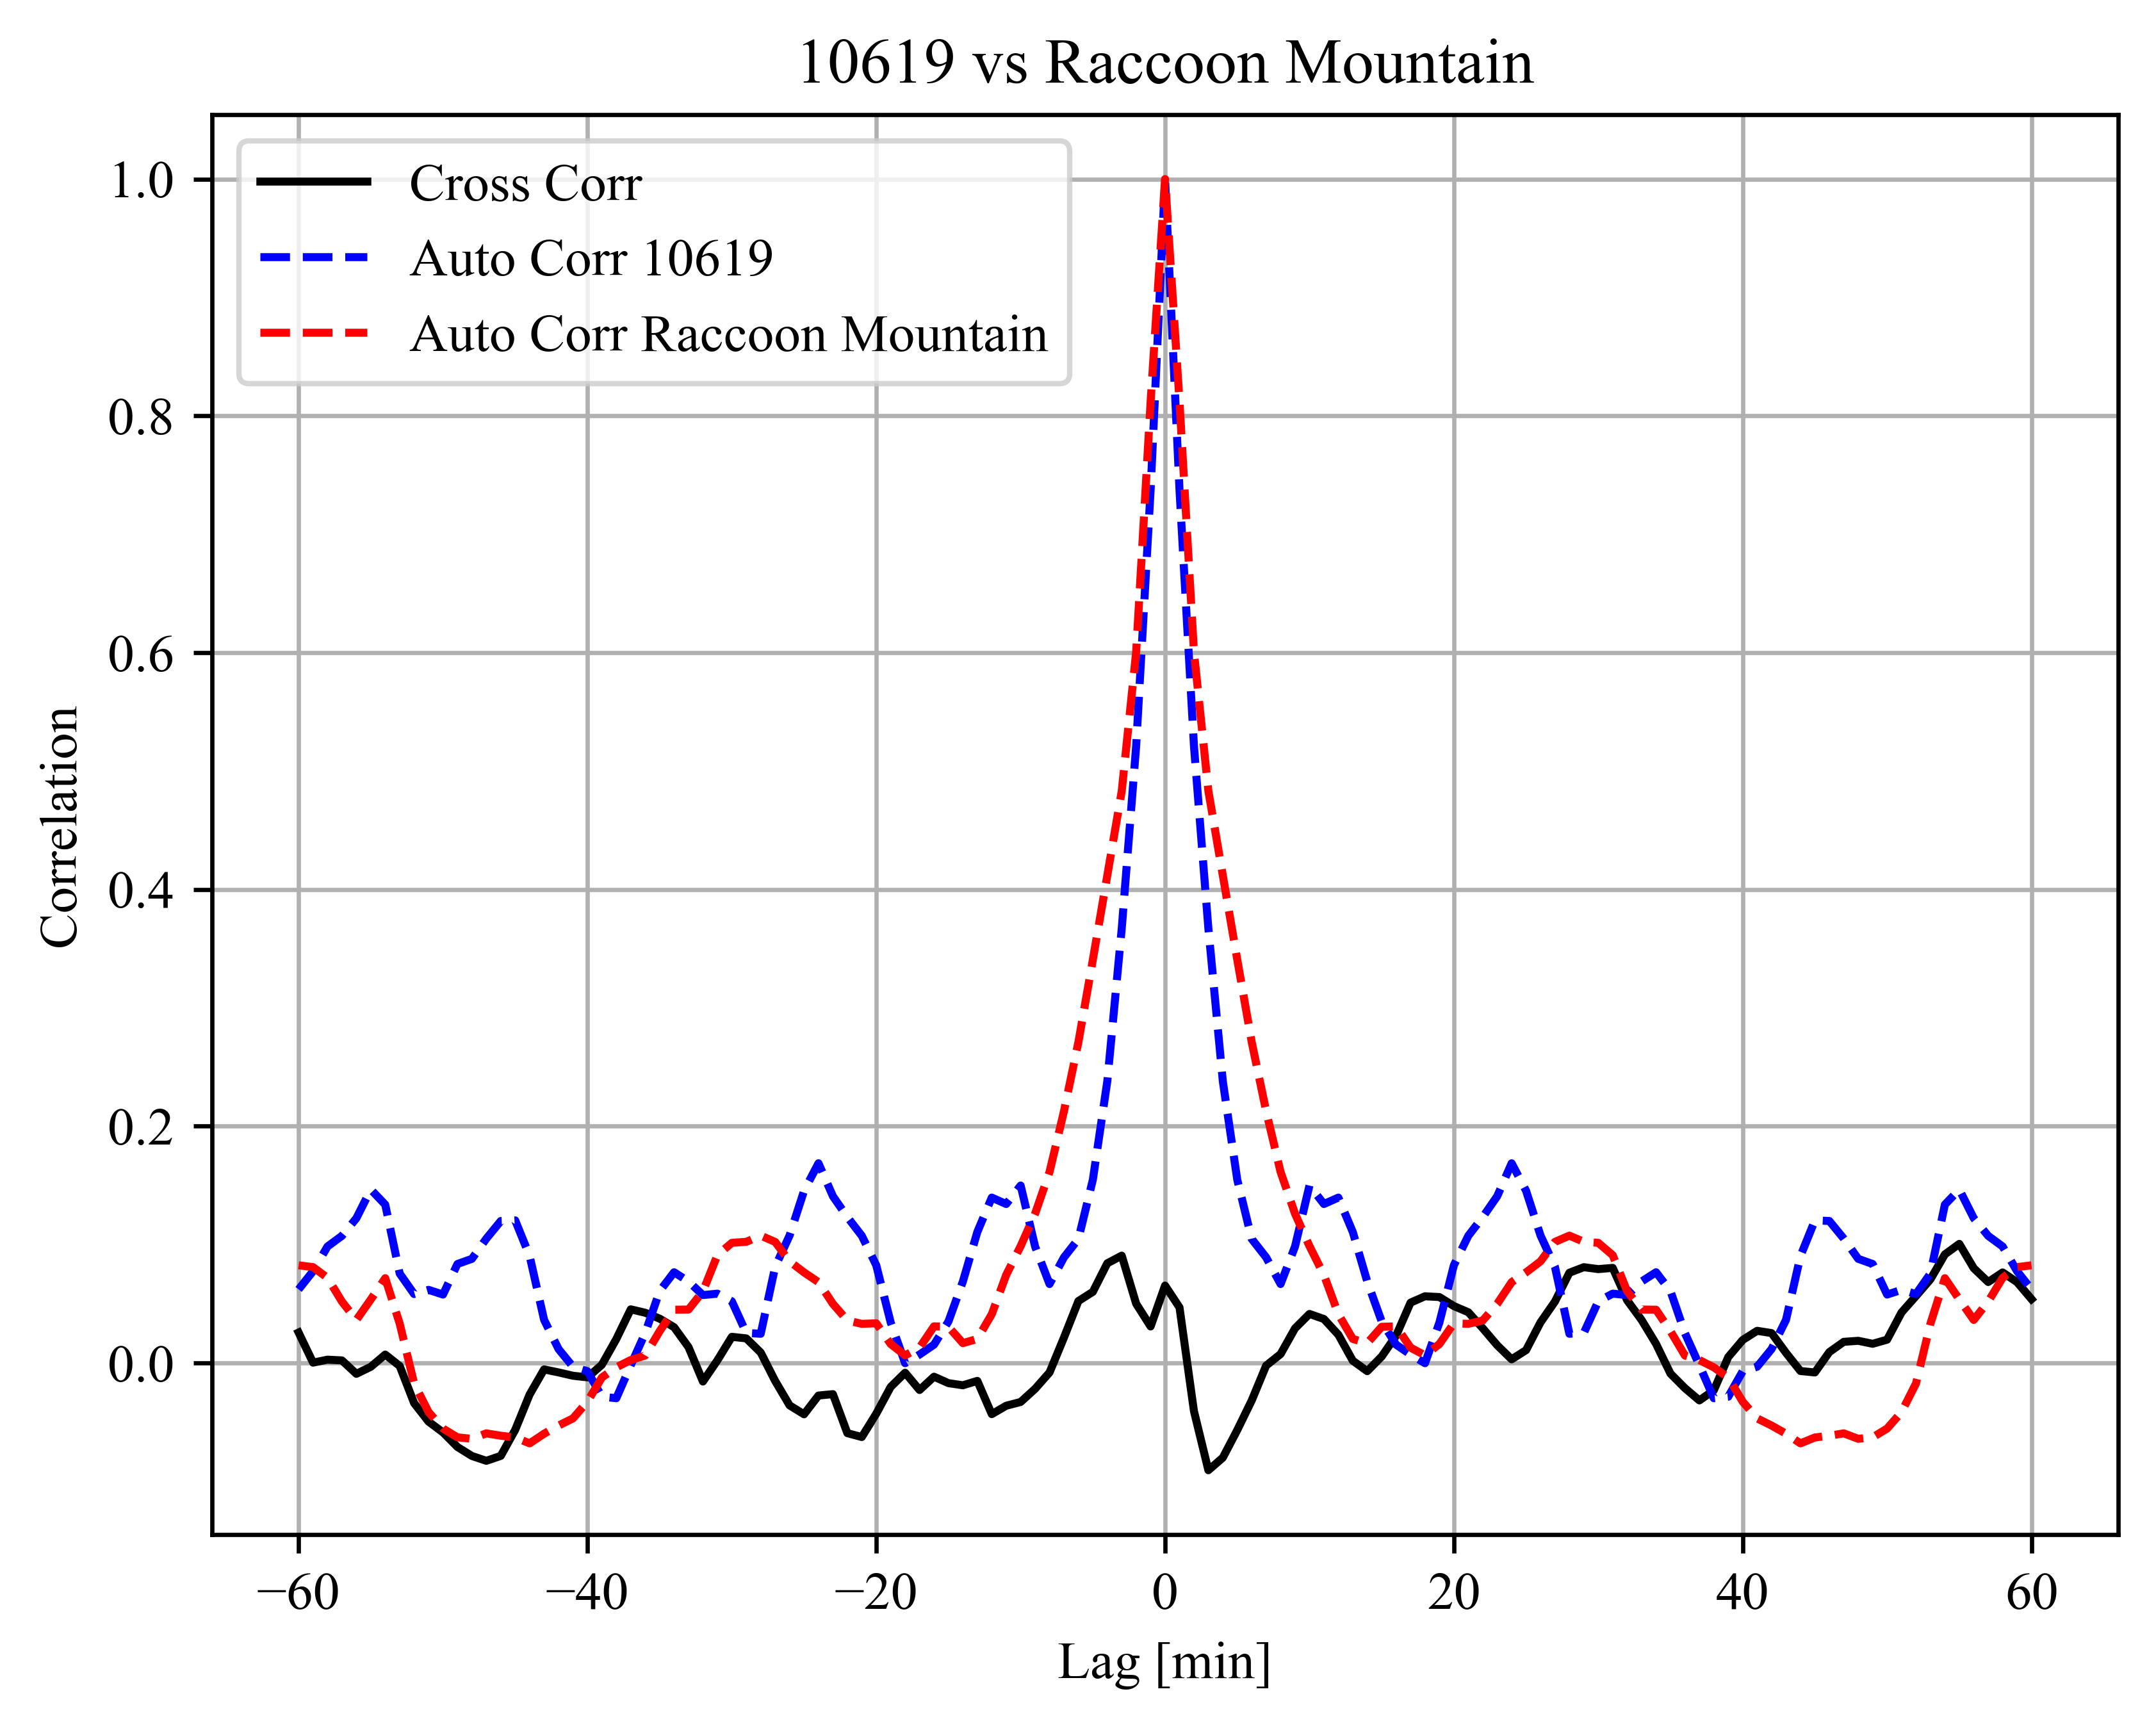 10619 vs Raccoon Mountain
Cross Corr
Auto Corr 10619
Auto Corr Raccoon Mountain
1.0
0.8
0.6
0.4
0.2
0.0
Correlation
−60 −40 −20 0 20 40 60
Lag [min]